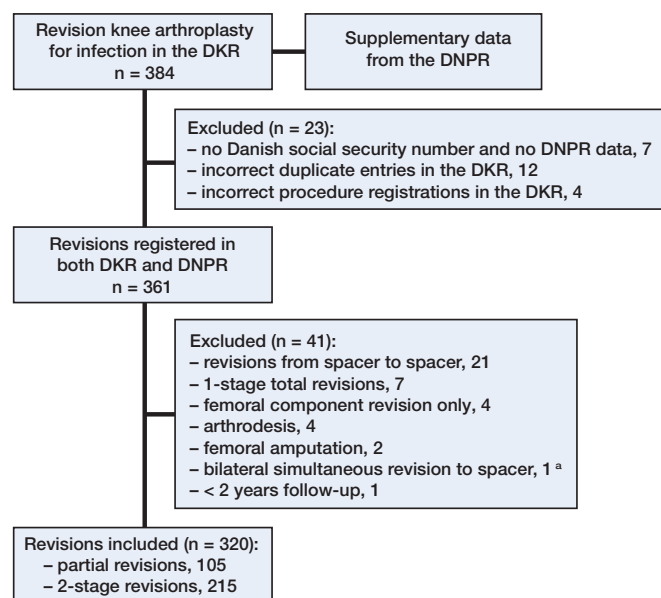 Revision knee arthroplasty
for infection in the DKR
n = 384
Supplementary data
from the DNPR
Excluded (n = 23):
– no Danish social security number and no DNPR data, 7
– incorrect duplicate entries in the DKR, 12
– incorrect procedure registrations in the DKR, 4
Revisions registered in
both DKR and DNPR
n = 361
Excluded (n = 41):
– revisions from spacer to spacer, 21
– 1-stage total revisions, 7
– femoral component revision only, 4
– arthrodesis, 4
– femoral amputation, 2
– bilateral simultaneous revision to spacer, 1 a
– < 2 years follow-up, 1
Revisions included (n = 320):
– partial revisions, 105
– 2-stage revisions, 215